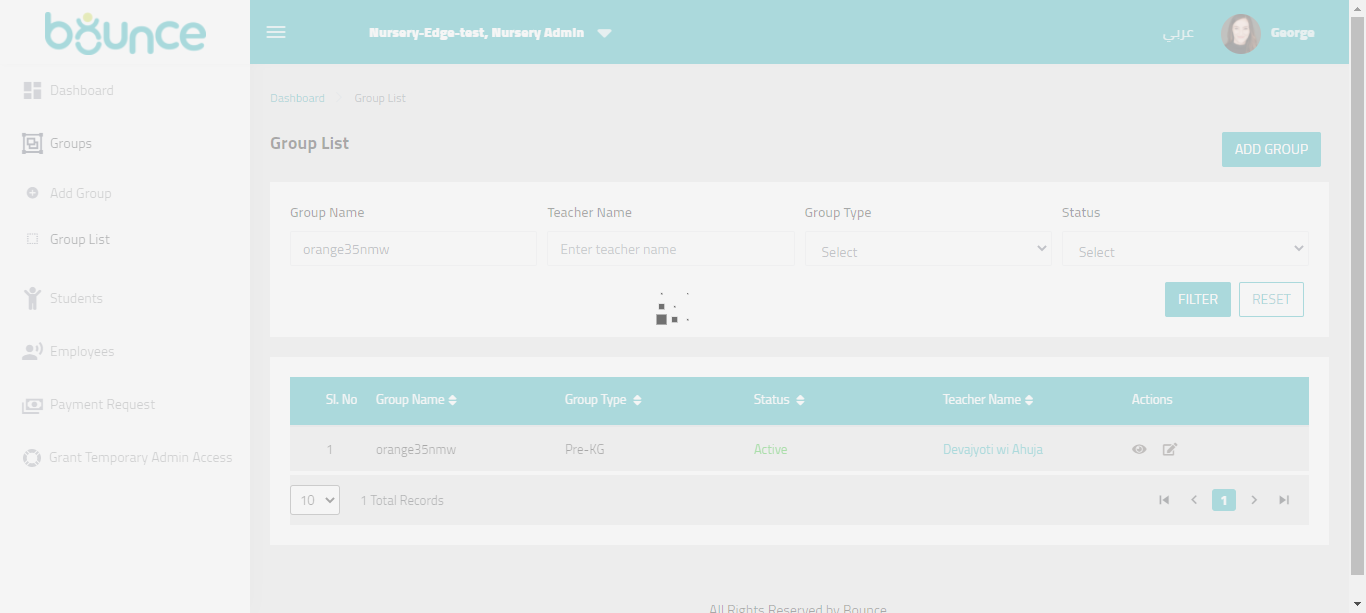 bounce
Nursery-Edge-test, Nursery Admin
عربي
George
Dashboard
Groups
Add Group
Group List
Students
Employees
Payment Request
Grant Temporary Admin Access
Dashboard Group List
Group List
ADD GROUP
Group Name Teacher Name Group Type Status
orange35nmw Enter teacher name Select Select
FILTER RESET
Sl. No Group Name Group Type Status Teacher Name Actions
1 orange35nmw Pre-KG Active Devajyoti wi Ahuja
10 1 Total Records 1
All Rights Reserved by Bounce